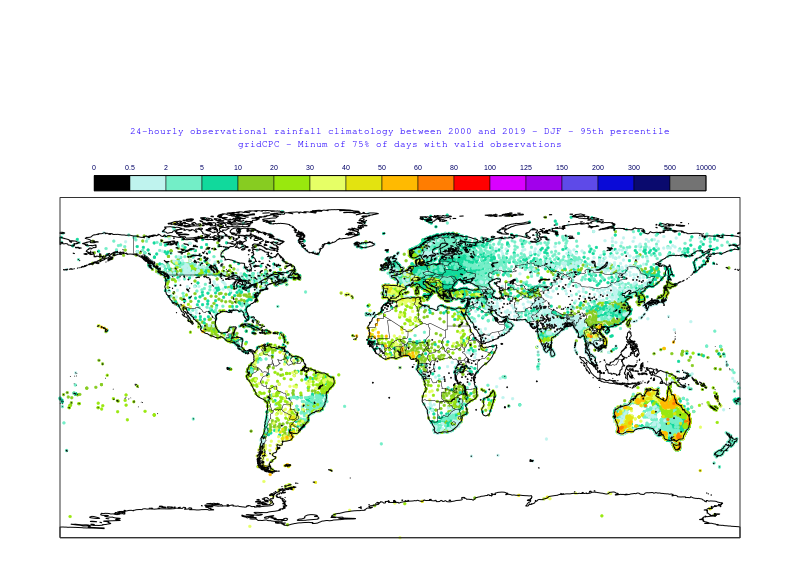 24-hourly observational rainfall climatology between 2000 and 2019 - DJF - 95th percentile
gridCPC - Minum of 75% of days with valid observations
0 0.5 2 5 10 20 30 40 50 60 80 100 125 150 200 300 500 10000